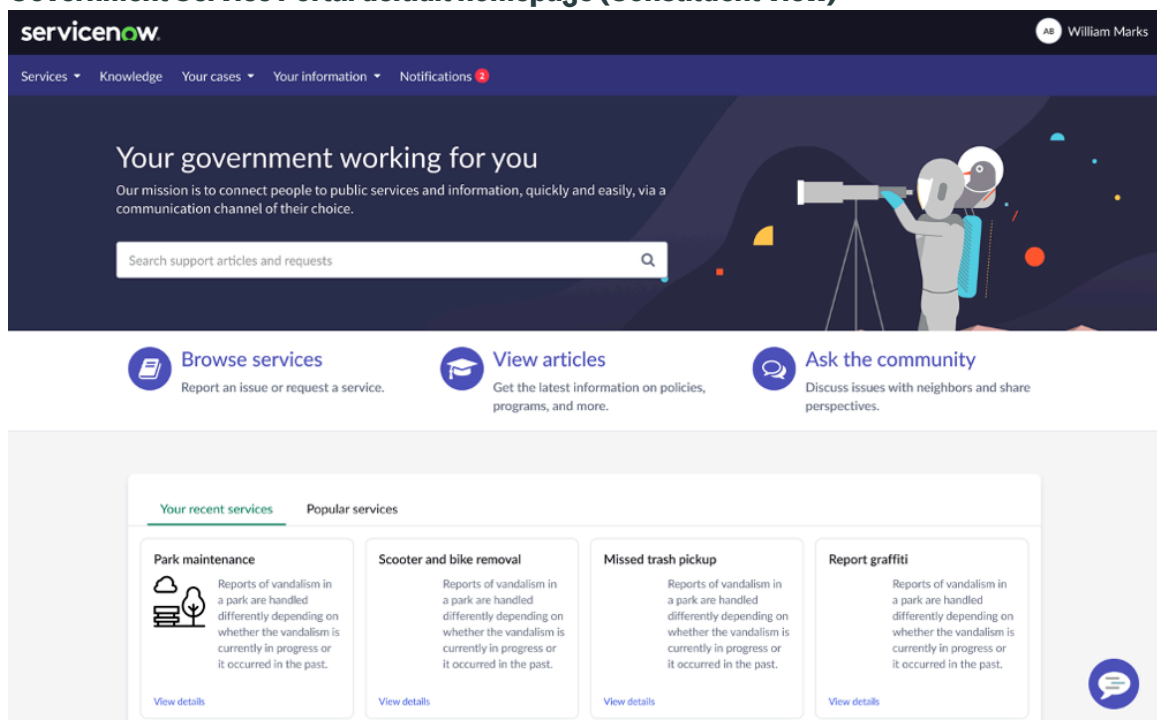 Government Service Portal default homepage (Constituent view)
servicenow.
AB William Marks
Services Knowledge Your cases Your information Notifications 2
Your government working for you
Our mission is to connect people to public services and information, quickly and easily, via a
communication channel of their choice.
Search support articles and requests
Browse services
Report an issue or request a service.
View articles
Get the latest information on policies,
programs, and more.
Ask the community
Discuss issues with neighbors and share
perspectives.
Your recent services Popular services
Park maintenance
Reports of vandalism in
a park are handled
differently depending on
whether the vandalism is
currently in progress or
it occurred in the past.
View details
Scooter and bike removal
Reports of vandalism in
a park are handled
differently depending on
whether the vandalism is
currently in progress or
it occurred in the past.
View details
Missed trash pickup
Reports of vandalism in
a park are handled
differently depending on
whether the vandalism is
currently in progress or
it occurred in the past.
View details
Report graffiti
Reports of vandalism in
a park are handled
differently depending on
whether the vandalism is
currently in progress or
it occurred in the past.
View details